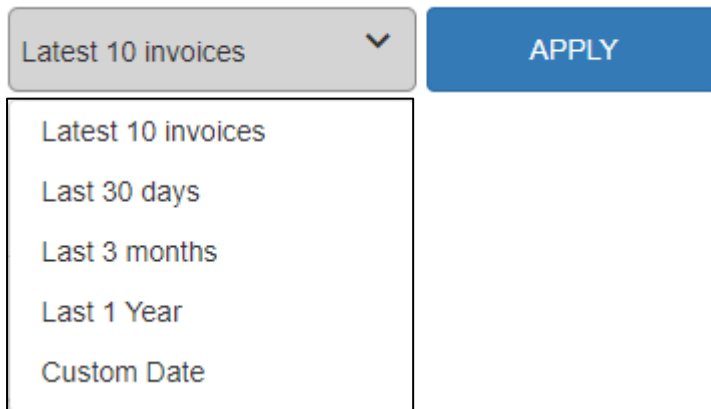 Latest 10 invoices
APPLY
Latest 10 invoices
Last 30 days
Last 3 months
Last 1 Year
Custom Date